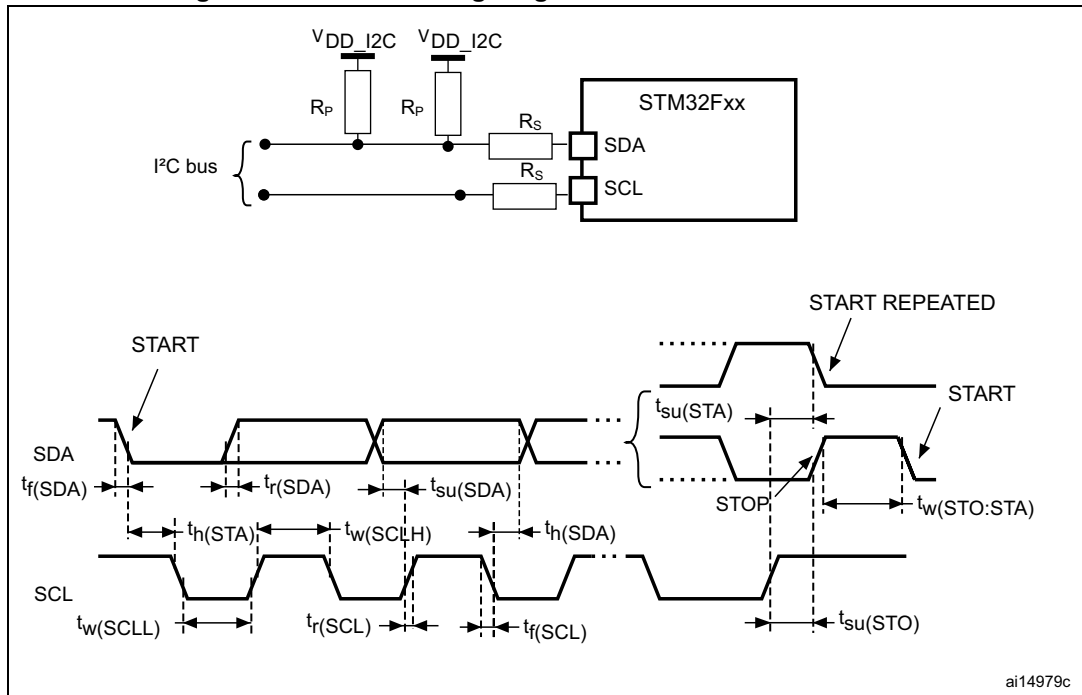 VDD_I2C VDD_I2C
STM32Fxx
RP RP
RS
SDA
I²C bus
RS
SCL
START REPEATED
START
START
tsu(STA)
SDA
tf(SDA) tr(SDA) tsu(SDA)
STOP
tw(STO:STA)
th(STA) tw(SCLH) th(SDA)
SCL
tw(SCLL) tr(SCL) tf(SCL) tsu(STO)
ai14979c